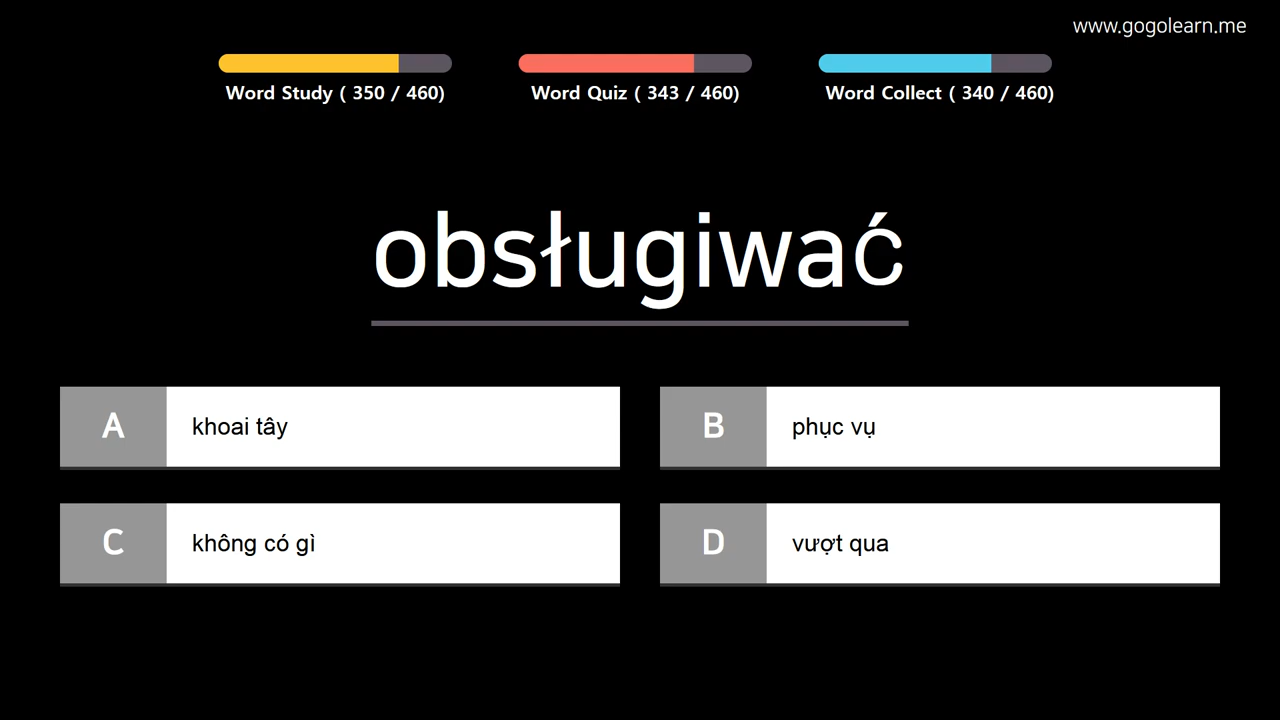 www.gogolearn.me
Word Study ( 350 / 460)
Word Quiz ( 343 / 460)
Word Collect ( 340 / 460)
obsługiwać
A
khoai tây
B
phục vụ
C
không có gì
D
vượt qua